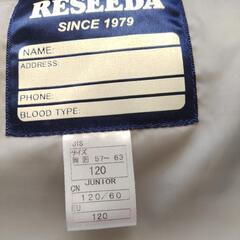 RESEEDA
SINCE 1979
NAME:
ADDRESS:
PHONE:
BLOOD TYPE:
JIS
サイズ
胸囲 57~ 63
120
JUNIOR
CN
120/60
EU
120